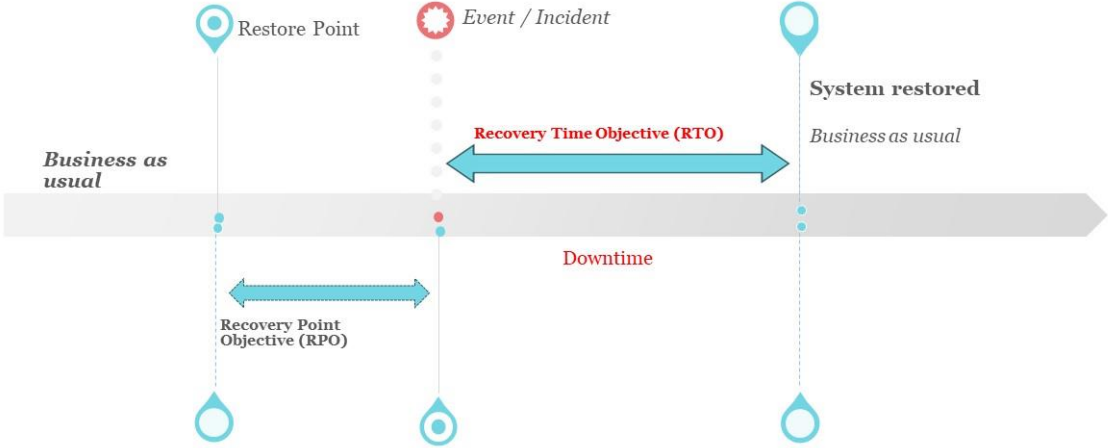 Restore Point
Event / Incident
System restored
Recovery Time Objective (RTO)
Business as usual
Business as
usual
Downtime
Recovery Point
Objective (RPO)